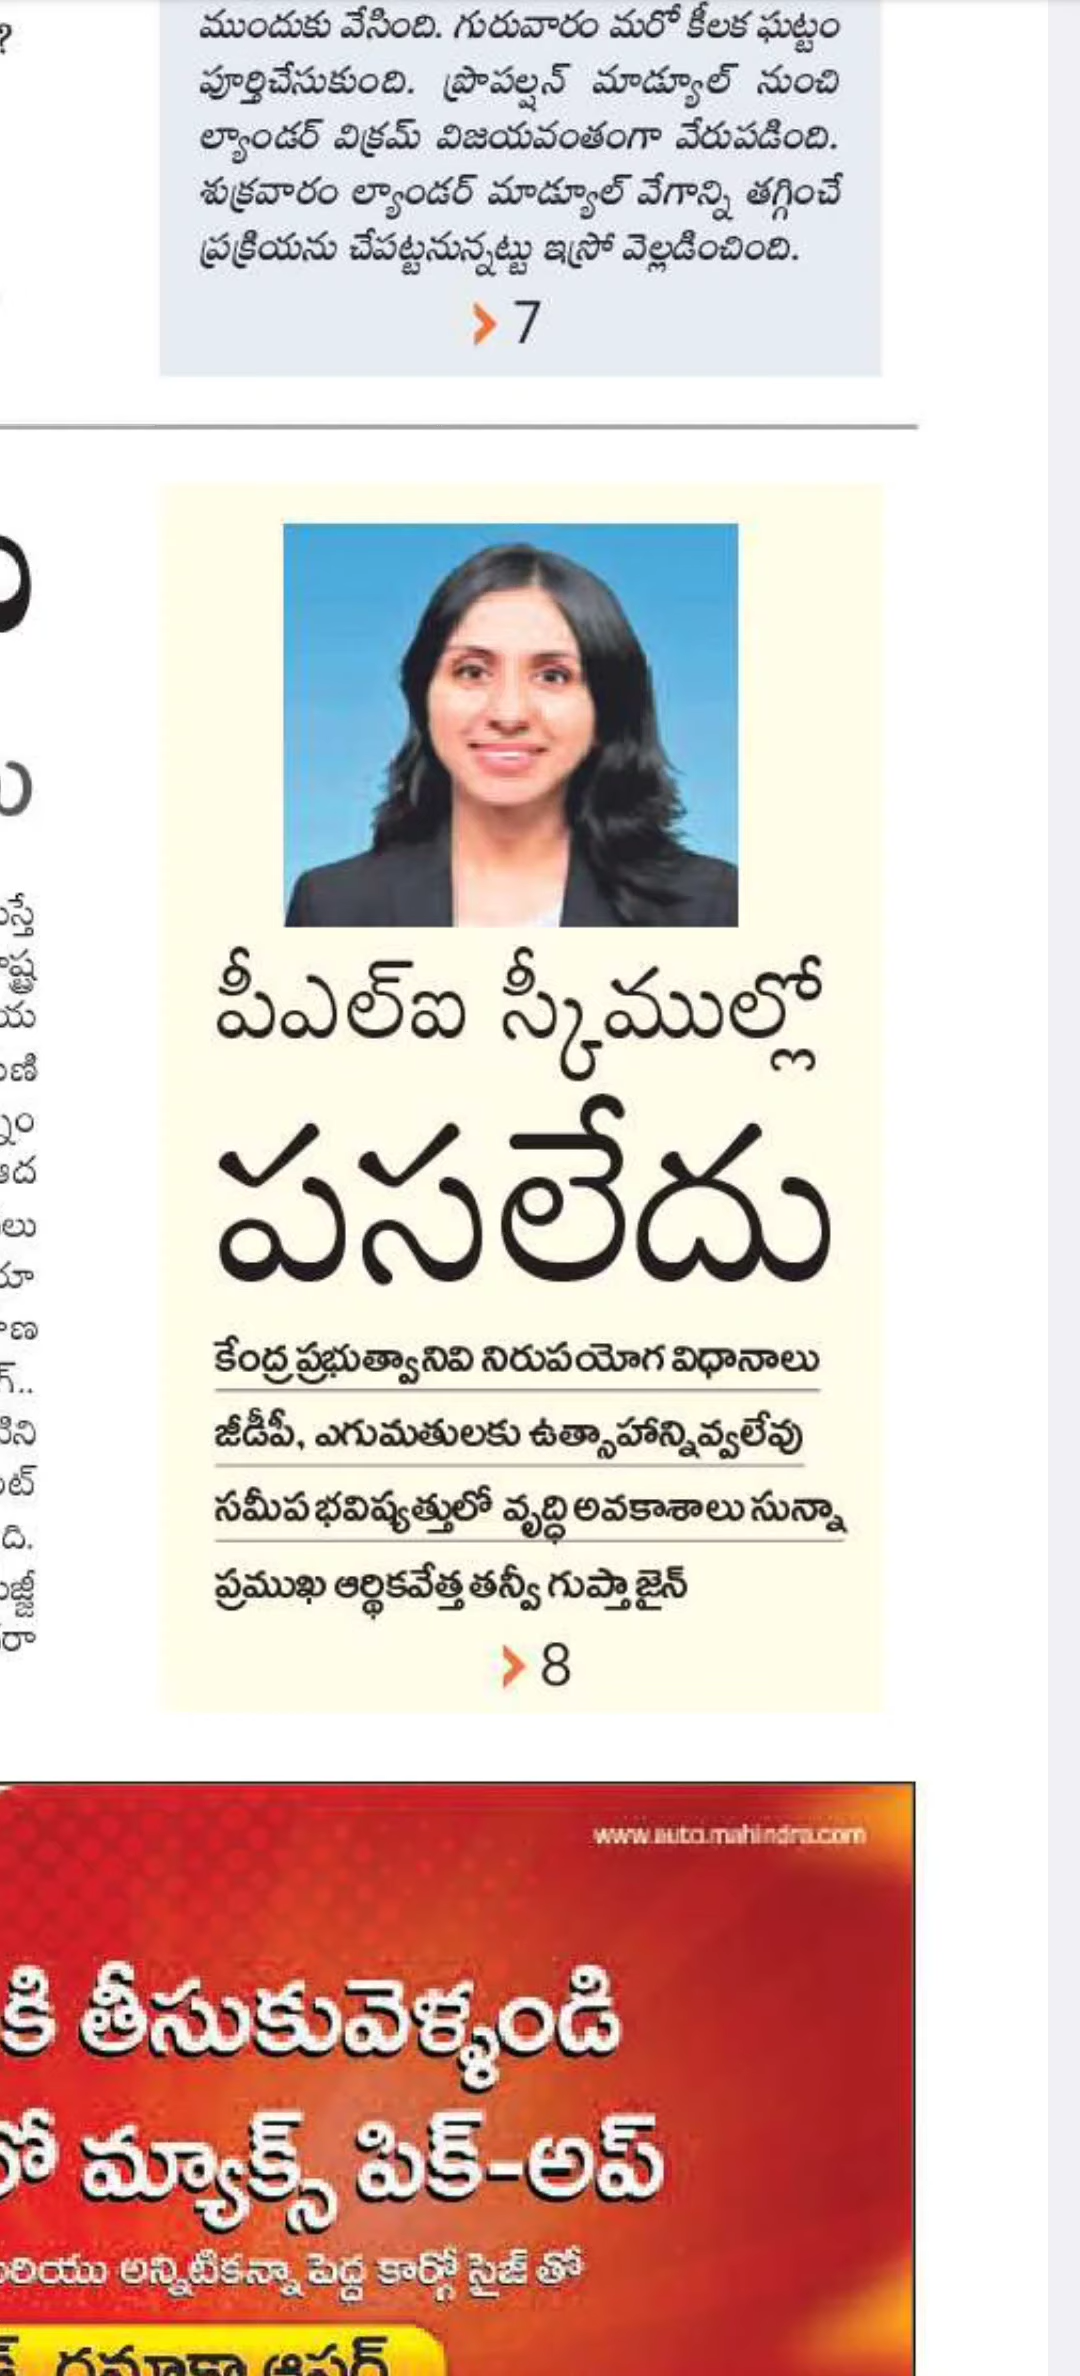 ?
ముందుకు వేసింది. గురువారం మరో కీలక ఘట్టం
పూర్తిచేసుకుంది. ప్రొపల్షన్ మాడ్యూల్ నుంచి
ల్యాండర్ విక్రమ్ విజయవంతంగా వేరుపడింది.
శుక్రవారం ల్యాండర్ మాడ్యూల్ వేగాన్ని తగ్గించే
ప్రక్రియను చేపట్టనున్నట్టు ఇస్రో వెల్లడించింది.
7
పీఎల్ఐ స్కీముల్లో
పసలేదు
కేంద్ర ప్రభుత్వానివి నిరుపయోగ విధానాలు
జీడీపీ, ఎగుమతులకు ఉత్సాహాన్నివ్వలేవు
సమీప భవిష్యత్తులో వృద్ధి అవకాశాలు సున్నా
ప్రముఖ ఆర్థికవేత్త తన్వీ గుప్తా జైన్
8
www.auto.mahindra.com
కి తీసుకువెళ్ళండి
మ్యాక్స్ పిక్-అప్
అన్నిటికన్నా పెద్ద కార్గో సైజ్ తో
ధమాకా ఆఫర్